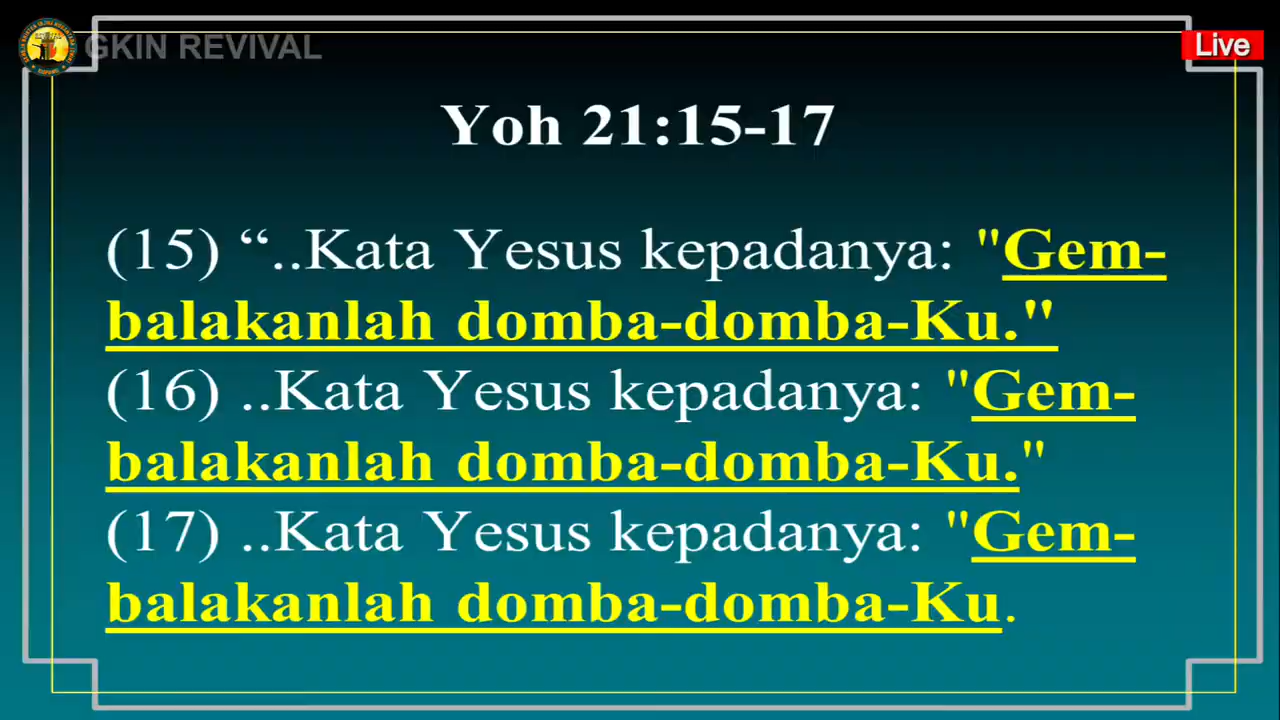 GKIN REVIVAL
Live
Yoh 21:15-17
(15) “..Kata Yesus kepadanya: "Gem-
balakanlah domba-domba-Ku."
(16) ..Kata Yesus kepadanya: "Gem-
balakanlah domba-domba-Ku."
(17) ..Kata Yesus kepadanya: "Gem-
balakanlah domba-domba-Ku.